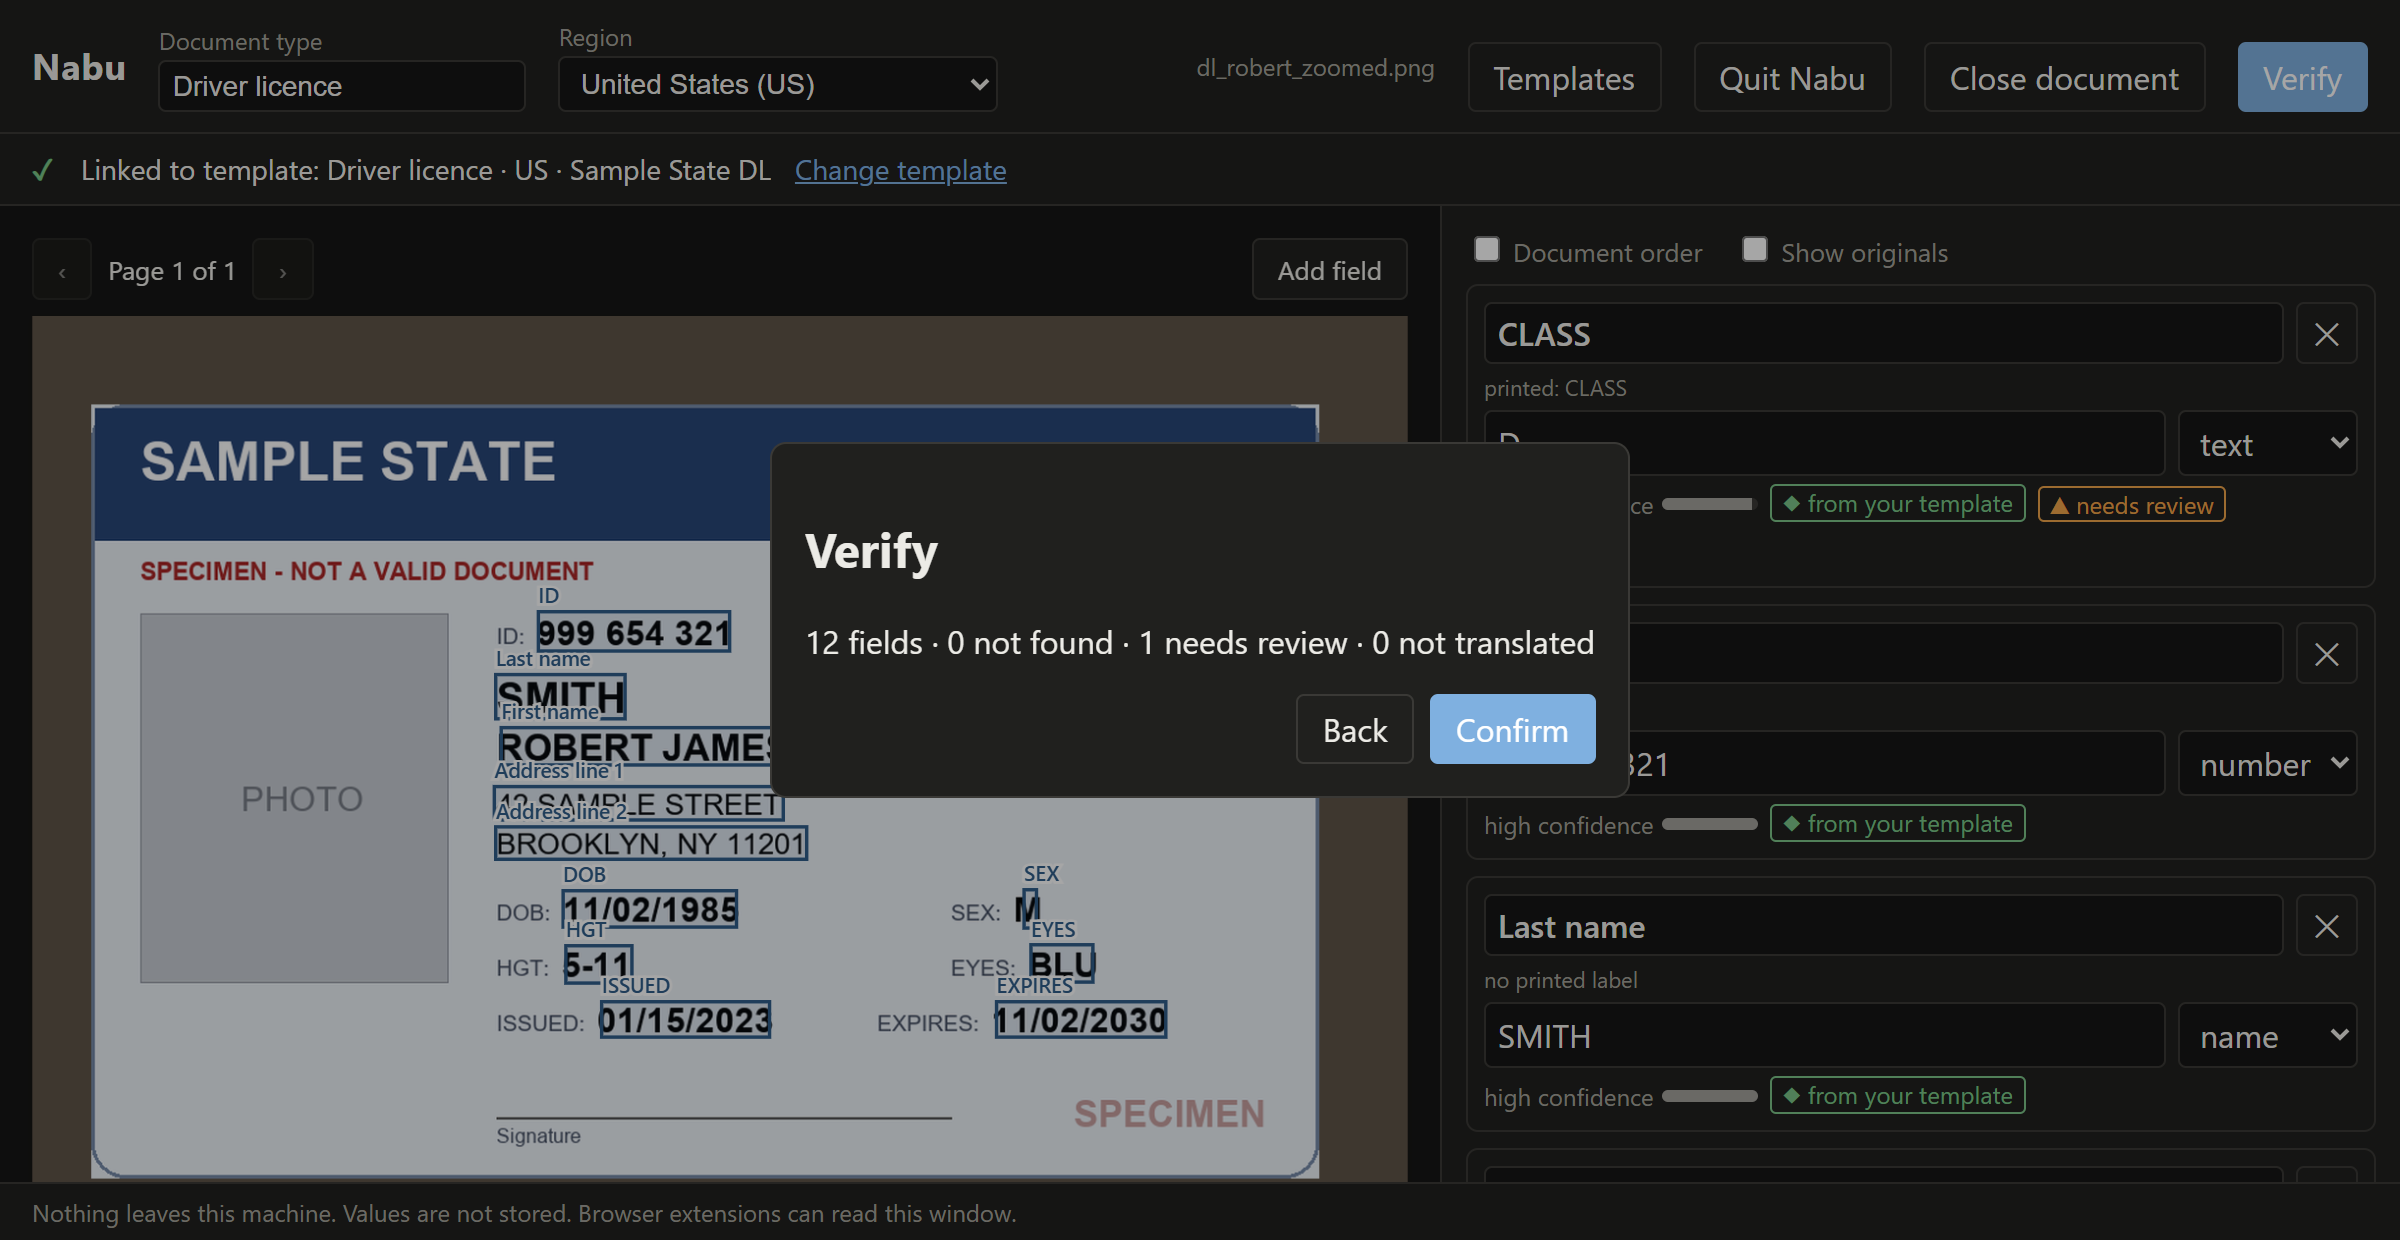 Nabu
Document type
Driver licence
Region
United States (US)
dl_robert_zoomed.png
Templates
Quit Nabu
Close document
Verify
✓ Linked to template: Driver licence · US · Sample State DL Change template
‹ Page 1 of 1 ›
Add field
SAMPLE STATE
SPECIMEN - NOT A VALID DOCUMENT
PHOTO
ID
ID: 999 654 321
Last name
SMITH
First name
ROBERT JAMES
Address line 1
42 SAMPLE STREET
Address line 2
BROOKLYN, NY 11201
DOB
DOB: 11/02/1985
SEX
SEX: M
HGT
HGT: 5-11
EYES
EYES: BLU
ISSUED
ISSUED: 01/15/2023
EXPIRES
EXPIRES: 11/02/2030
Signature
SPECIMEN
Verify
12 fields · 0 not found · 1 needs review · 0 not translated
Back
Confirm
Document order
Show originals
CLASS
printed: CLASS
text
◆ from your template
▲ needs review
321
number
high confidence
◆ from your template
Last name
no printed label
SMITH
name
high confidence
◆ from your template
Nothing leaves this machine. Values are not stored. Browser extensions can read this window.